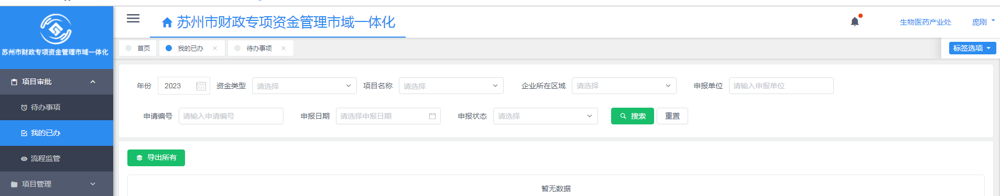 苏州市财政专项资金管理市域一体化
苏州市财政专项资金管理市域一体化
生物医药产业处
庞刚
首页
我的已办
待办事项
标签选项
项目审批
待办事项
我的已办
流程监管
项目管理
年份
2023
资金类型
请选择
项目名称
请选择
企业所在区域
请选择
申报单位
请输入申报单位
申请编号
请输入申请编号
申报日期
请选择申报日期
申报状态
请选择
搜索
重置
导出所有
暂无数据